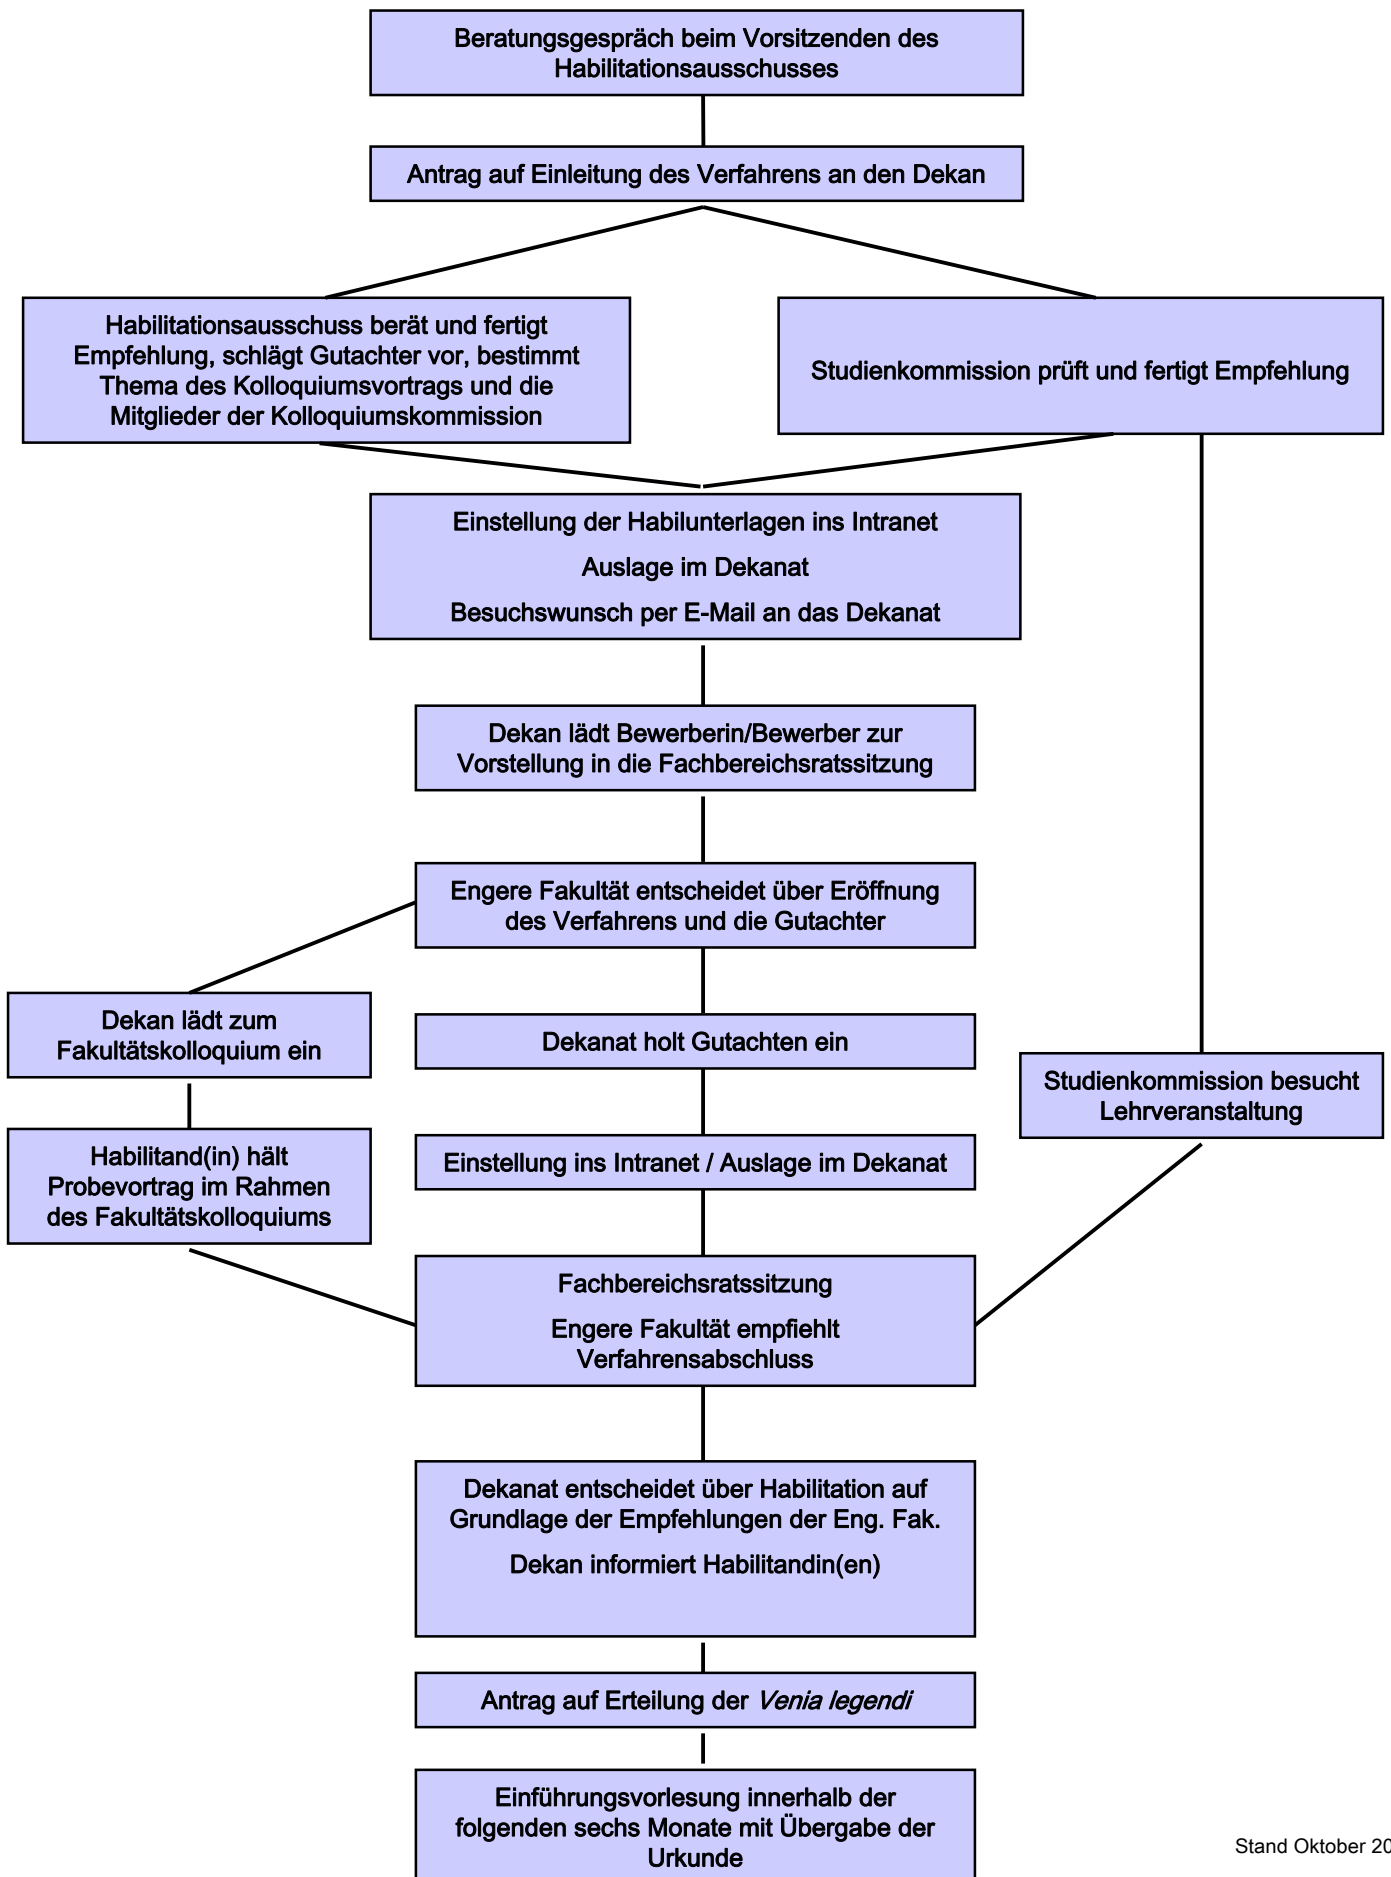 Beratungsgespräch beim Vorsitzenden des
Habilitationsausschusses
Antrag auf Einleitung des Verfahrens an den Dekan
Habilitationsausschuss berät und fertigt
Empfehlung, schlägt Gutachter vor, bestimmt
Thema des Kolloquiumsvortrags und die
Mitglieder der Kolloquiumskommission
Studienkommission prüft und fertigt Empfehlung
Einstellung der Habilunterlagen ins Intranet
Auslage im Dekanat
Besuchswunsch per E-Mail an das Dekanat
Dekan lädt Bewerberin/Bewerber zur
Vorstellung in die Fachbereichsratssitzung
Engere Fakultät entscheidet über Eröffnung
des Verfahrens und die Gutachter
Dekan lädt zum
Fakultätskolloquium ein
Dekanat holt Gutachten ein
Studienkommission besucht
Lehrveranstaltung
Habilitand(in) hält
Probevortrag im Rahmen
des Fakultätskolloquiums
Einstellung ins Intranet / Auslage im Dekanat
Fachbereichsratssitzung
Engere Fakultät empfiehlt
Verfahrensabschluss
Dekanat entscheidet über Habilitation auf
Grundlage der Empfehlungen der Eng. Fak.
Dekan informiert Habilitandin(en)
Antrag auf Erteilung der Venia legendi
Einführungsvorlesung innerhalb der
folgenden sechs Monate mit Übergabe der
Urkunde
Stand Oktober 20